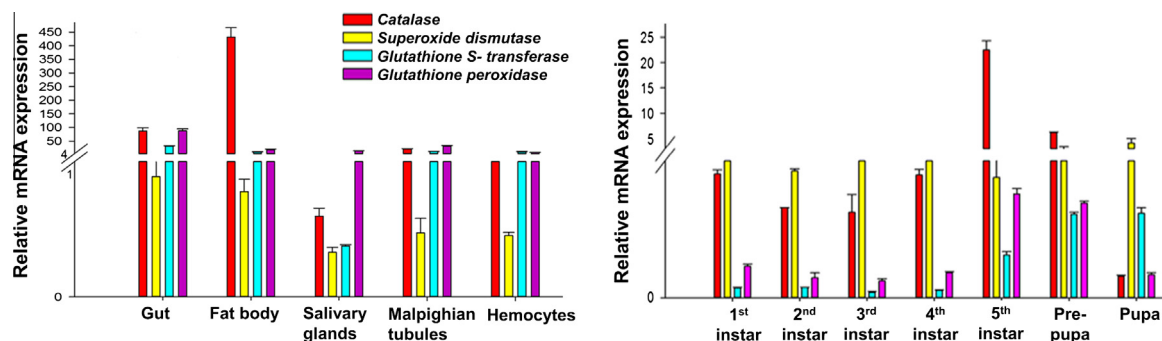 Relative mRNA expression
450
400
350
300
250
200
150
100
50
4
1
0
Catalase
Superoxide dismutase
Glutathione S- transferase
Glutathione peroxidase
Gut
Fat body
Salivary
glands
Malpighian
tubules
Hemocytes
Relative mRNA expression
25
20
15
10
5
0
1st
instar
2nd
instar
3rd
instar
4th
instar
5th
instar
Pre-
pupa
Pupa